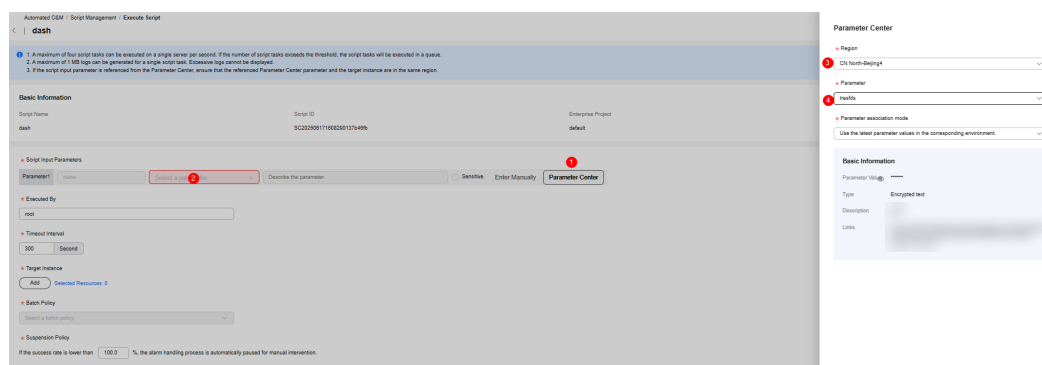 Automated O&M / Script Management / Execute Script
dash
1. A maximum of four script tasks can be executed on a single server per second. If the number of script tasks exceeds the threshold, the script tasks will be executed in a queue.
2. A maximum of 1 MB logs can be generated for a single script task. Excessive logs cannot be displayed.
3. If the script input parameter is referenced from the Parameter Center, ensure that the referenced Parameter Center parameter and the target instance are in the same region.
Basic Information
Script Name
Script ID
Enterprise Project
dash
default
* Script Input Parameters
1
Parameter1
name
Select a
2
Describe the parameter.
Sensitive
Enter Manually
Parameter Center
* Executed By
root
* Timeout Interval
300
Second
* Target Instance
Add
Selected Resources: 0
* Batch Policy
Select a batch policy.
* Suspension Policy
If the success rate is lower than
100.0
%, the alarm handling process is automatically paused for manual intervention.
Parameter Center
* Region
3
CN North-Beijing4
* Parameter
4
* Parameter association mode
Use the latest parameter values in the corresponding environment.
Basic Information
Parameter Value
******
Type
Encrypted text
Description
Links